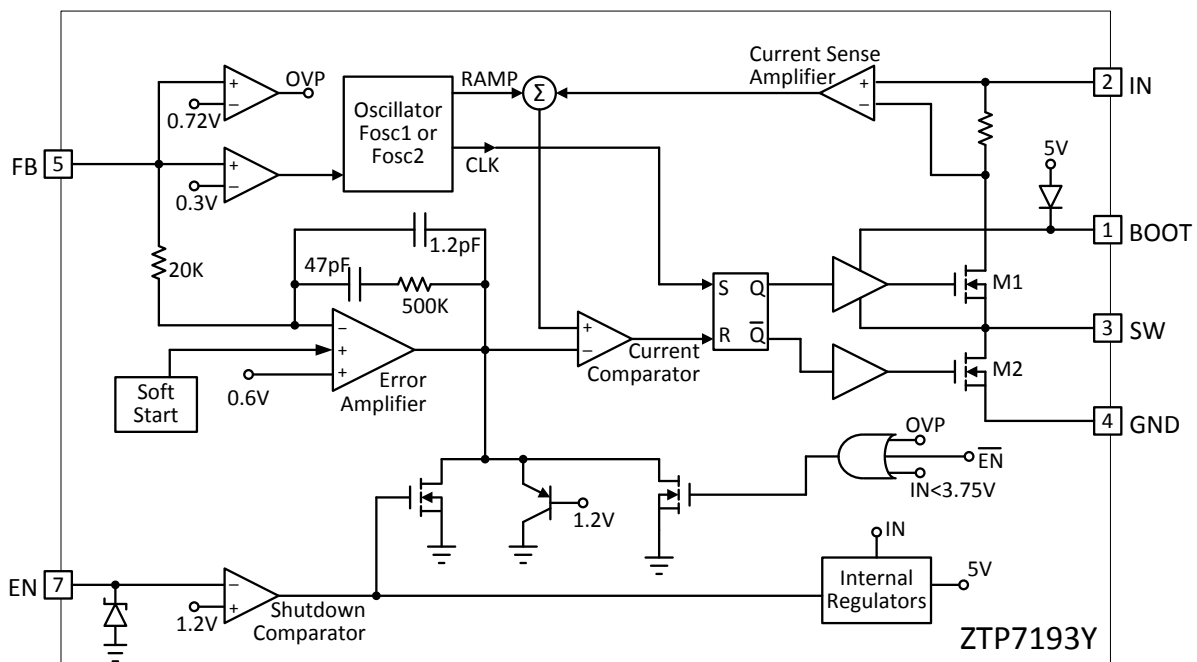 OVP
0.72V
FB 5
0.3V
Oscillator
Fosc1 or
Fosc2
RAMP
CLK
Σ
Current Sense
Amplifier
+
−
2 IN
5V
1 BOOT
20K
1.2pF
47pF
500K
S Q
R Q̅
M1
3 SW
M2
4 GND
Soft
Start
0.6V
Error
Amplifier
Current
Comparator
OVP
E̅N̅
IN<3.75V
1.2V
IN
Internal
Regulators
5V
EN 7
1.2V
Shutdown
Comparator
ZTP7193Y